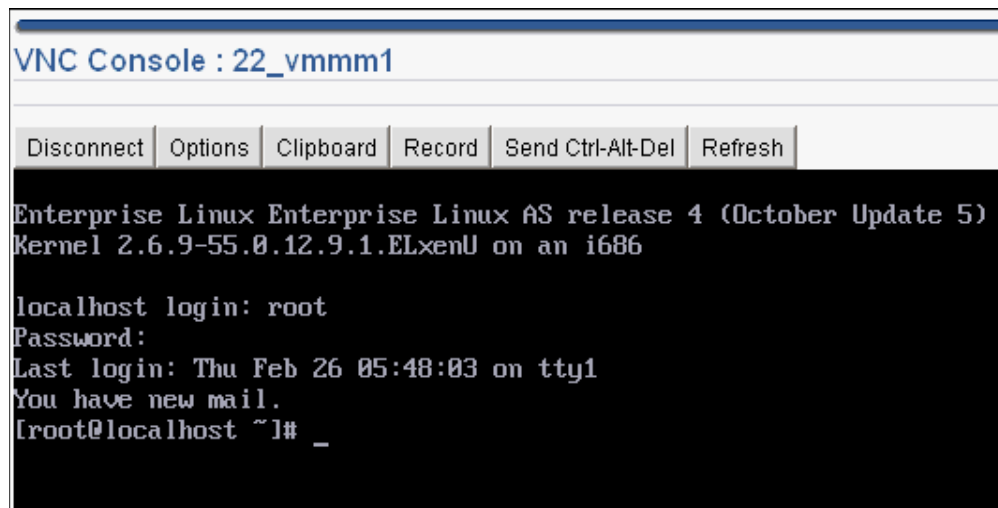 VNC Console : 22_vmmm1
Disconnect Options Clipboard Record Send Ctrl-Alt-Del Refresh
Enterprise Linux Enterprise Linux AS release 4 (October Update 5)
Kernel 2.6.9-55.0.12.9.1.ELxenU on an i686
localhost login: root
Password:
Last login: Thu Feb 26 05:48:03 on tty1
You have new mail.
[root@localhost ~]# _